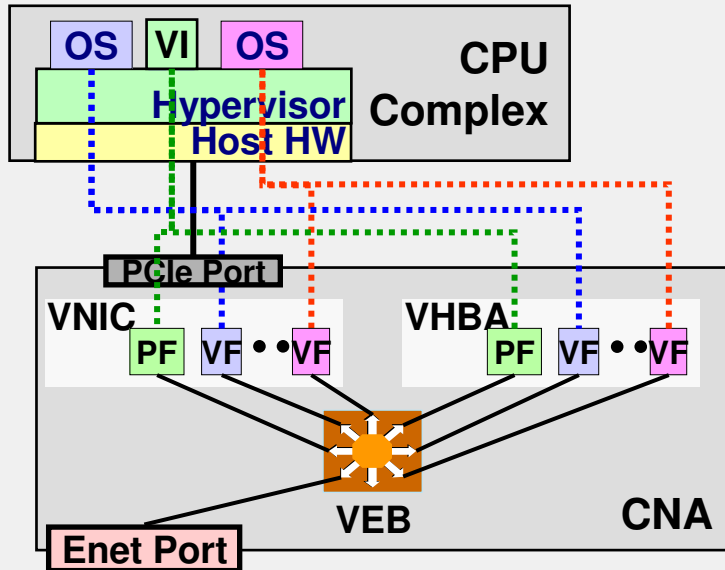 OS VI OS
CPU
Complex
Hypervisor
Host HW
PCIe Port
VNIC
VHBA
PF VF •• VF
PF VF •• VF
VEB
CNA
Enet Port